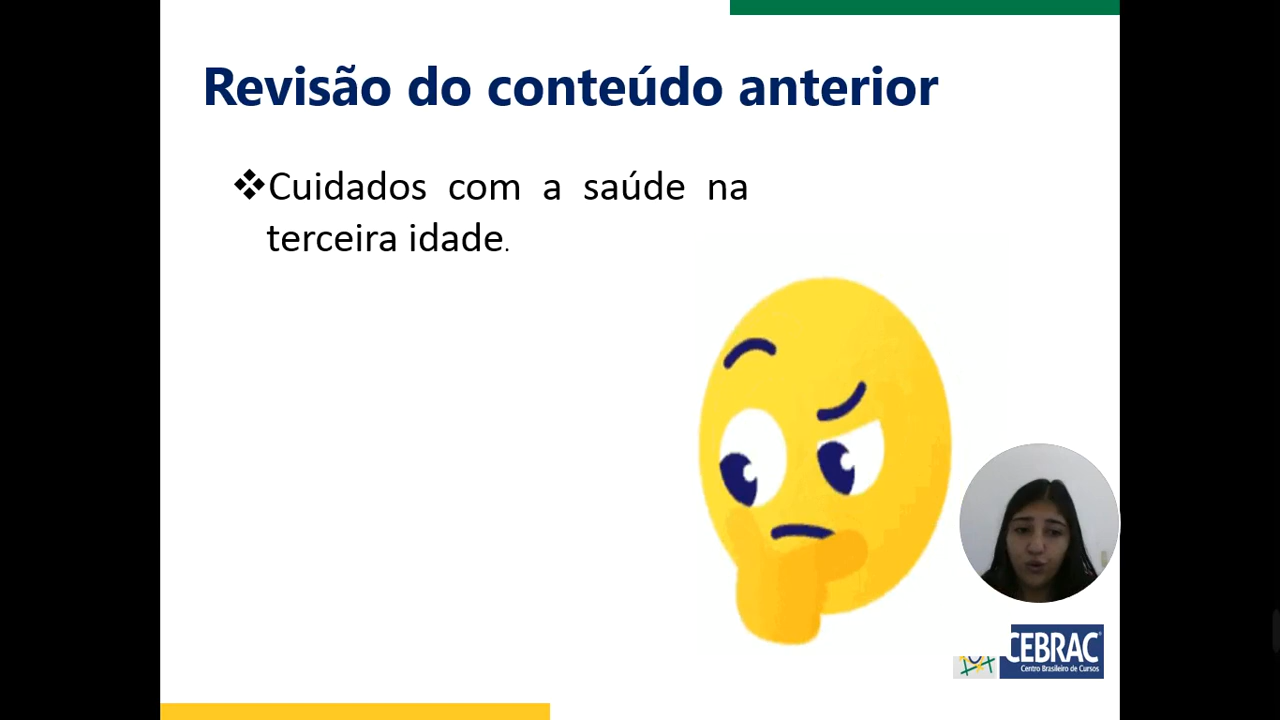 Revisão do conteúdo anterior
❖Cuidados com a saúde na
terceira idade.
CEBRAC
Centro Brasileiro de Cursos